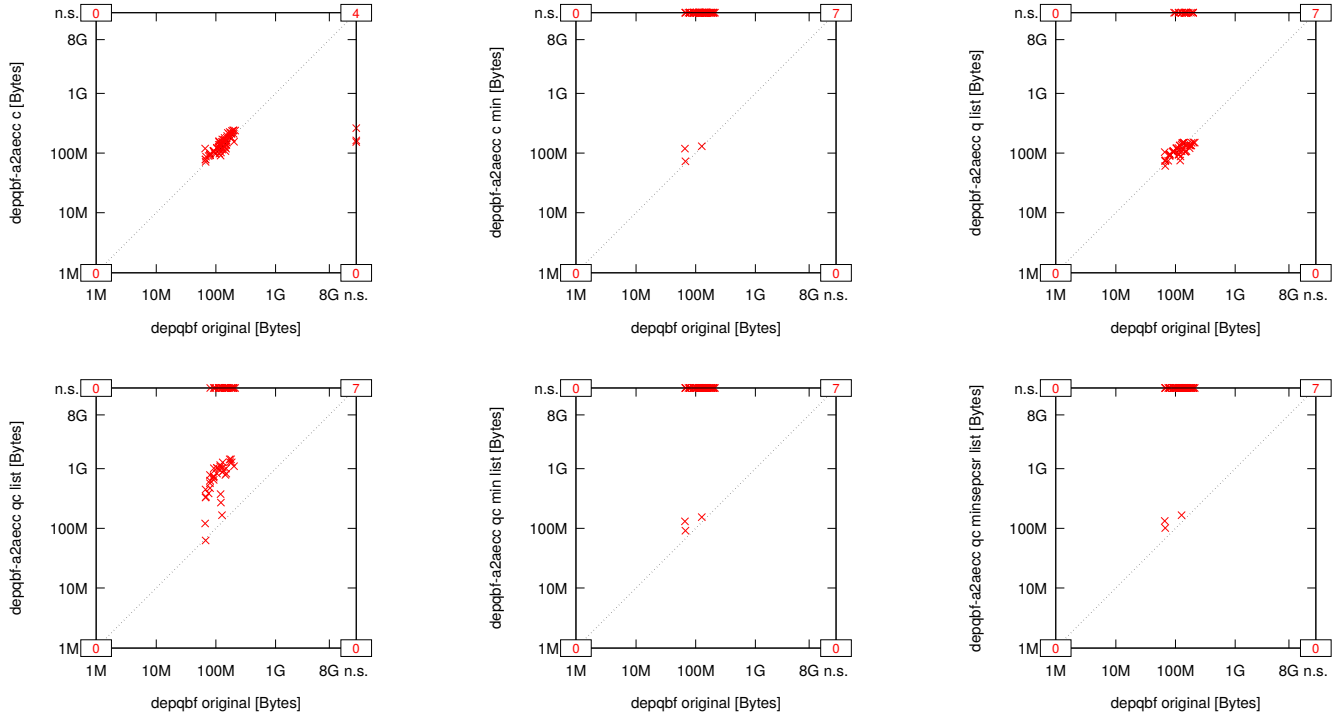 n.s. 0 4
8G
1G
100M
10M
1M 0 0
1M 10M 100M 1G 8G n.s.
depqbf original [Bytes]
depqbf-a2aecc c [Bytes]
n.s. 0 7
8G
1G
100M
10M
1M 0 0
1M 10M 100M 1G 8G n.s.
depqbf original [Bytes]
depqbf-a2aecc c min [Bytes]
n.s. 0 7
8G
1G
100M
10M
1M 0 0
1M 10M 100M 1G 8G n.s.
depqbf original [Bytes]
depqbf-a2aecc q list [Bytes]
n.s. 0 7
8G
1G
100M
10M
1M 0 0
1M 10M 100M 1G 8G n.s.
depqbf original [Bytes]
depqbf-a2aecc qc list [Bytes]
n.s. 0 7
8G
1G
100M
10M
1M 0 0
1M 10M 100M 1G 8G n.s.
depqbf original [Bytes]
depqbf-a2aecc qc min list [Bytes]
n.s. 0 7
8G
1G
100M
10M
1M 0 0
1M 10M 100M 1G 8G n.s.
depqbf original [Bytes]
depqbf-a2aecc qc minsepcsr list [Bytes]